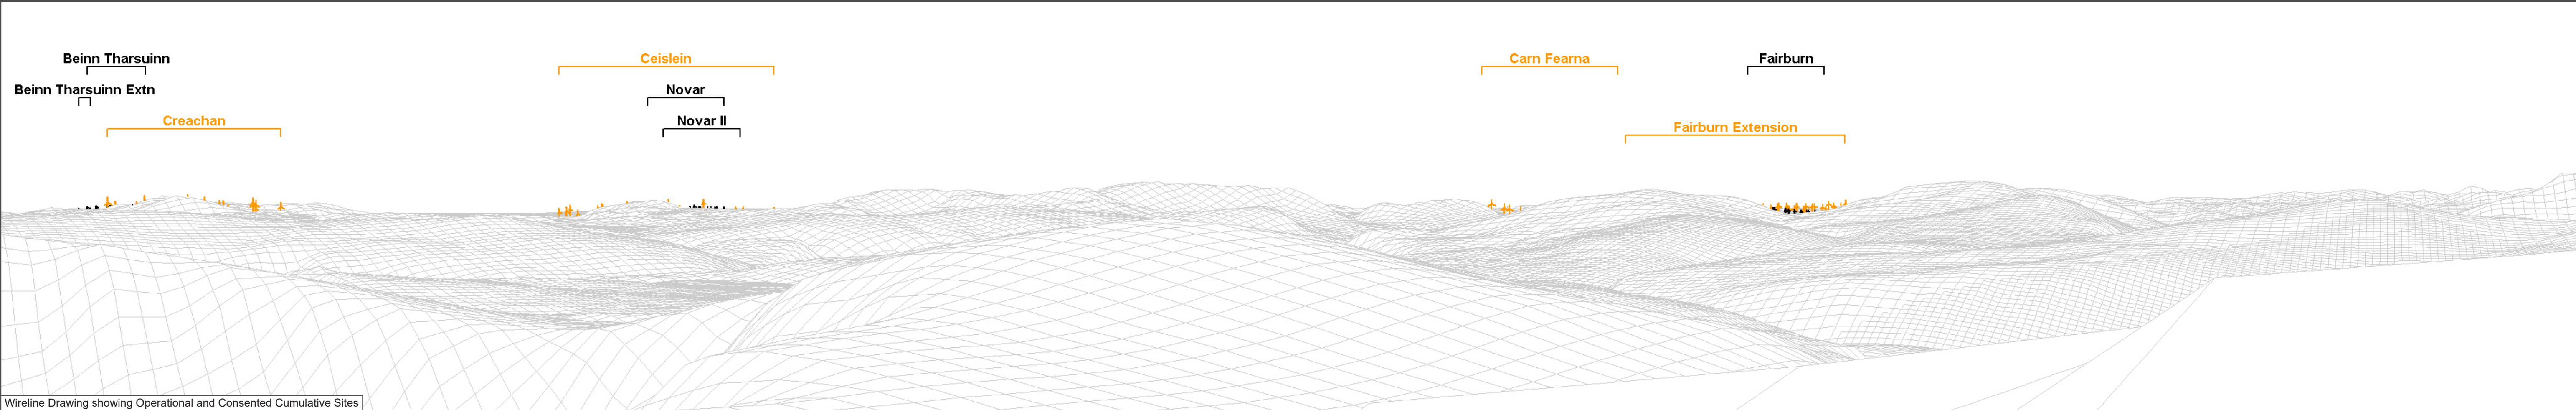 Beinn Tharsuinn
Beinn Tharsuinn Extn
Creachan
Ceislein
Novar
Novar II
Carn Fearna
Fairburn
Fairburn Extension
Wireline Drawing showing Operational and Consented Cumulative Sites